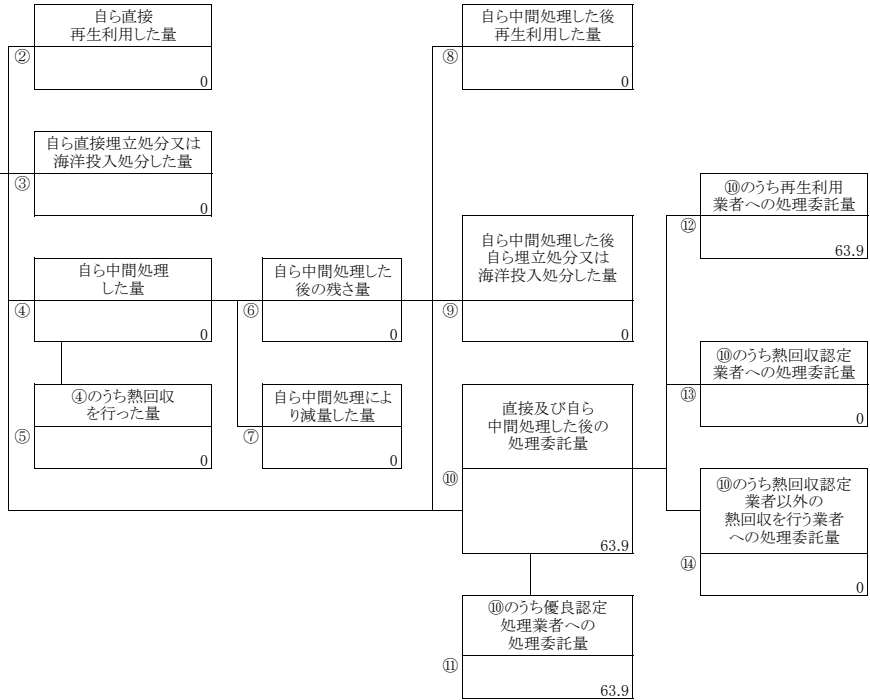 自ら直接
再生利用した量
②
0
自ら直接埋立処分又は
海洋投入処分した量
③
0
自ら中間処理
した量
④
0
④のうち熱回収
を行った量
⑤
0
自ら中間処理した
後の残さ量
⑥
0
自ら中間処理によ
り減量した量
⑦
0
自ら中間処理した後
再生利用した量
⑧
0
自ら中間処理した後
自ら埋立処分又は
海洋投入処分した量
⑨
0
直接及び自ら
中間処理した後の
処理委託量
⑩
63.9
⑩のうち優良認定
処理業者への
処理委託量
⑪
63.9
⑩のうち再生利用
業者への処理委託量
⑫
63.9
⑩のうち熱回収認定
業者への処理委託量
⑬
0
⑩のうち熱回収認定
業者以外の
熱回収を行う業者
への処理委託量
⑭
0